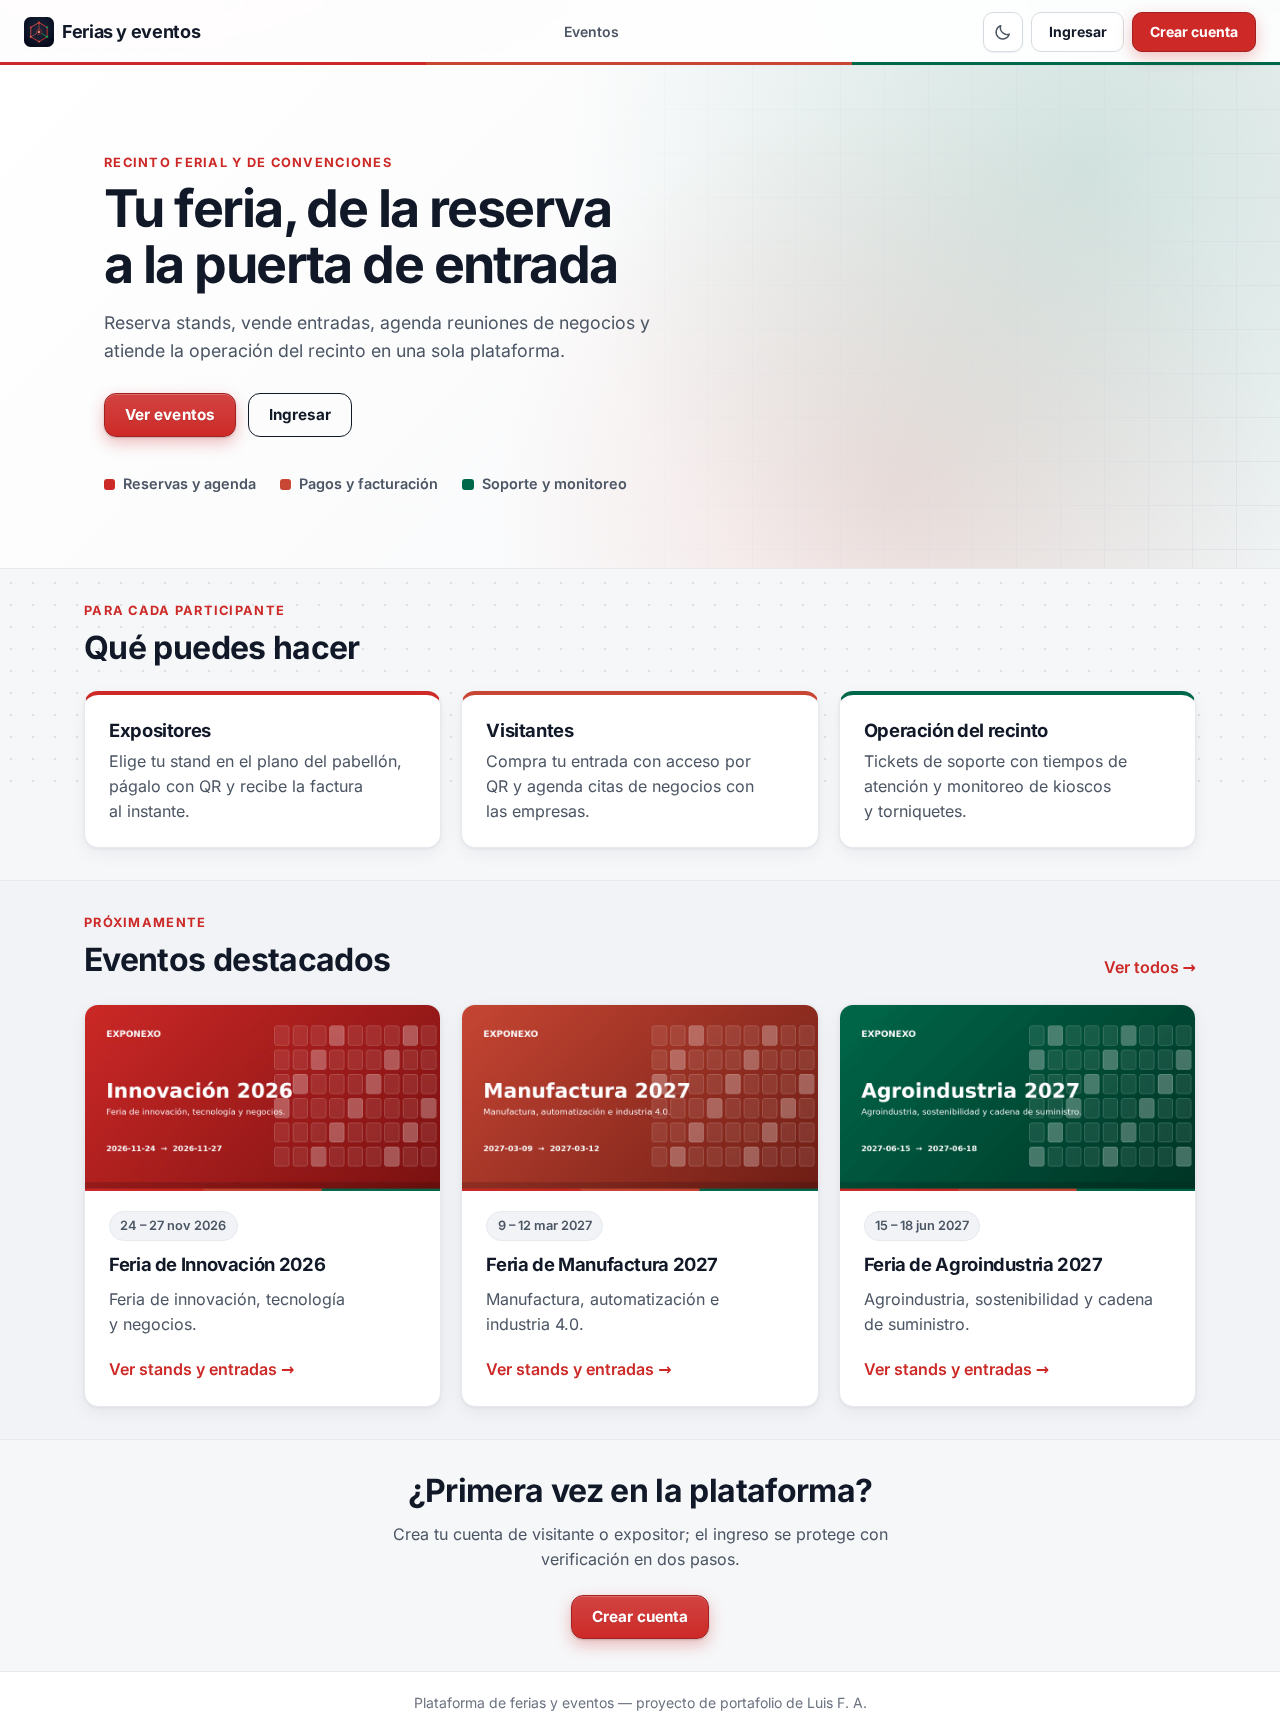 Ferias y eventos
Eventos
Ingresar
Crear cuenta
RECINTO FERIAL Y DE CONVENCIONES
Tu feria, de la reserva
a la puerta de entrada
Reserva stands, vende entradas, agenda reuniones de negocios y
atiende la operación del recinto en una sola plataforma.
Ver eventos
Ingresar
Reservas y agenda
Pagos y facturación
Soporte y monitoreo
PARA CADA PARTICIPANTE
Qué puedes hacer
Expositores
Elige tu stand en el plano del pabellón,
págalo con QR y recibe la factura
al instante.
Visitantes
Compra tu entrada con acceso por
QR y agenda citas de negocios con
las empresas.
Operación del recinto
Tickets de soporte con tiempos de
atención y monitoreo de kioscos
y torniquetes.
PRÓXIMAMENTE
Eventos destacados
Ver todos →
EXPONEXO
Innovación 2026
Feria de innovación, tecnología y negocios.
2026-11-24 → 2026-11-27
24 – 27 nov 2026
Feria de Innovación 2026
Feria de innovación, tecnología
y negocios.
Ver stands y entradas →
EXPONEXO
Manufactura 2027
Manufactura, automatización e industria 4.0.
2027-03-09 → 2027-03-12
9 – 12 mar 2027
Feria de Manufactura 2027
Manufactura, automatización e
industria 4.0.
Ver stands y entradas →
EXPONEXO
Agroindustria 2027
Agroindustria, sostenibilidad y cadena de suministro.
2027-06-15 → 2027-06-18
15 – 18 jun 2027
Feria de Agroindustria 2027
Agroindustria, sostenibilidad y cadena
de suministro.
Ver stands y entradas →
¿Primera vez en la plataforma?
Crea tu cuenta de visitante o expositor; el ingreso se protege con
verificación en dos pasos.
Crear cuenta
Plataforma de ferias y eventos — proyecto de portafolio de Luis F. A.